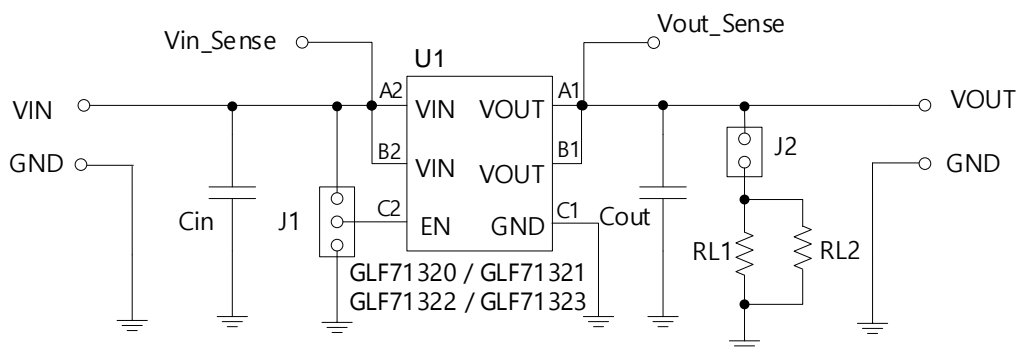 Vin_Sense
Vout_Sense
U1
VIN
A2
VIN
VOUT
A1
VOUT
GND
B2
VIN
VOUT
B1
J2
GND
Cin
J1
C2
EN
GND
C1
Cout
RL1
RL2
GLF71320 / GLF71321
GLF71322 / GLF71323